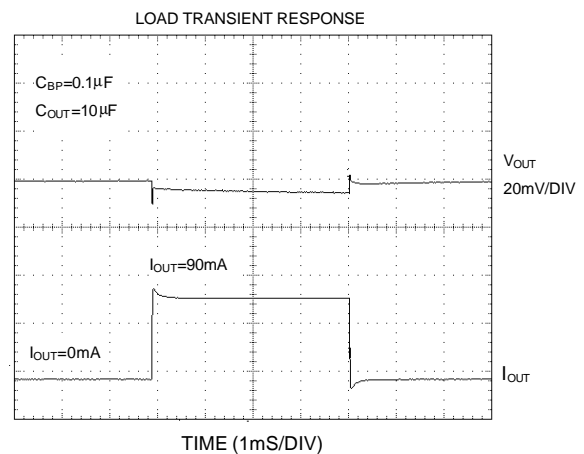 LOAD TRANSIENT RESPONSE
CBP=0.1μF
COUT=10μF
VOUT
20mV/DIV
IOUT=90mA
IOUT=0mA
IOUT
TIME (1mS/DIV)